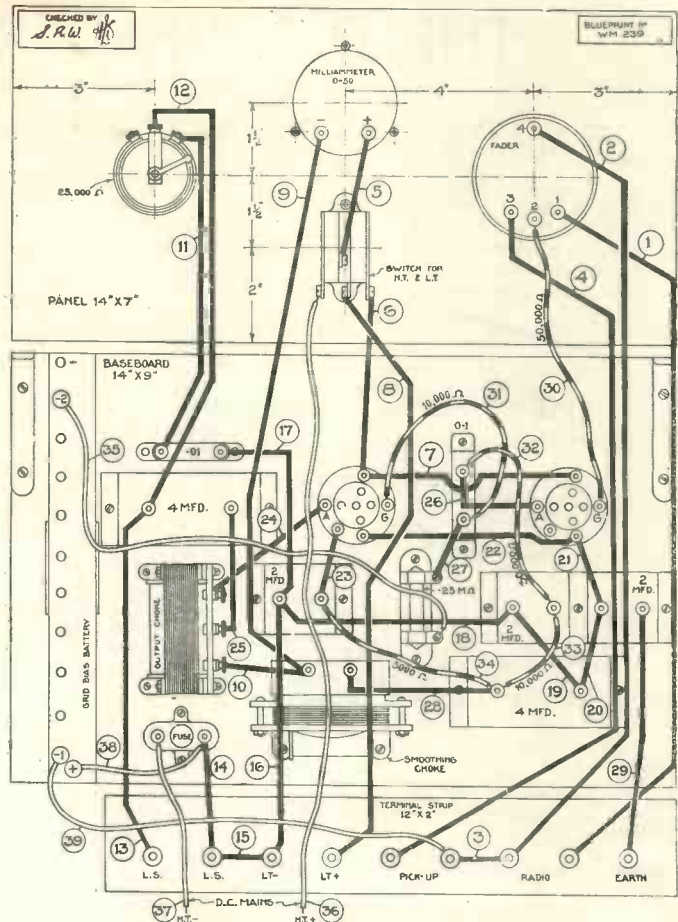 CHECKED BY
S.R.W.
BLUEPRINT Nº
WM 239
3"
12
MILLIAMMETER
0-50
- +
4"
3"
1½"
FADER
4
3 2 1
2
25,000 Ω
9
5
1½"
11
SWITCH FOR
H.T. & L.T.
4
1
PANEL 14"X7"
2"
6
50,000 Ω
BASEBOARD
14"X9"
8
30
+
-2
10,000 Ω
31
0-1
32
35
·01
17
7
26
4 MFD.
24
A
G
A
G
22
21
2
MFD
23
27
·25 MΩ
2
MFD.
OUTPUT CHOKE
25
18
2
MFD.
33
GRID BIAS BATTERY
10
5000 Ω
34
10,000 Ω
19
20
28
4 MFD.
FUSE
-1
+
38
14
16
SMOOTHING
CHOKE
29
TERMINAL STRIP
12"X2"
39
13
15
3
L.S.
L.S.
LT-
LT+
PICK-UP
RADIO
EARTH
37
D.C. MAINS
36
H.T.-
H.T.+